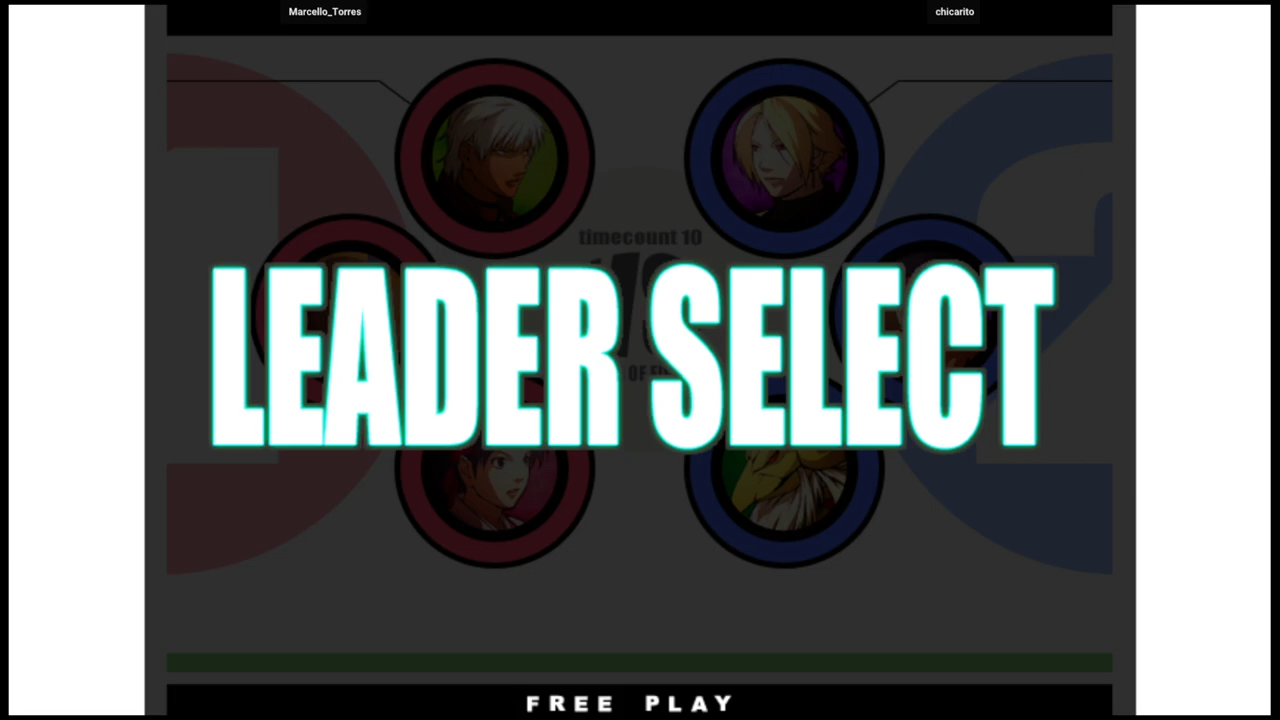 Marcello_Torres
chicarito
timecount 10
LEADER SELECT
FREE PLAY